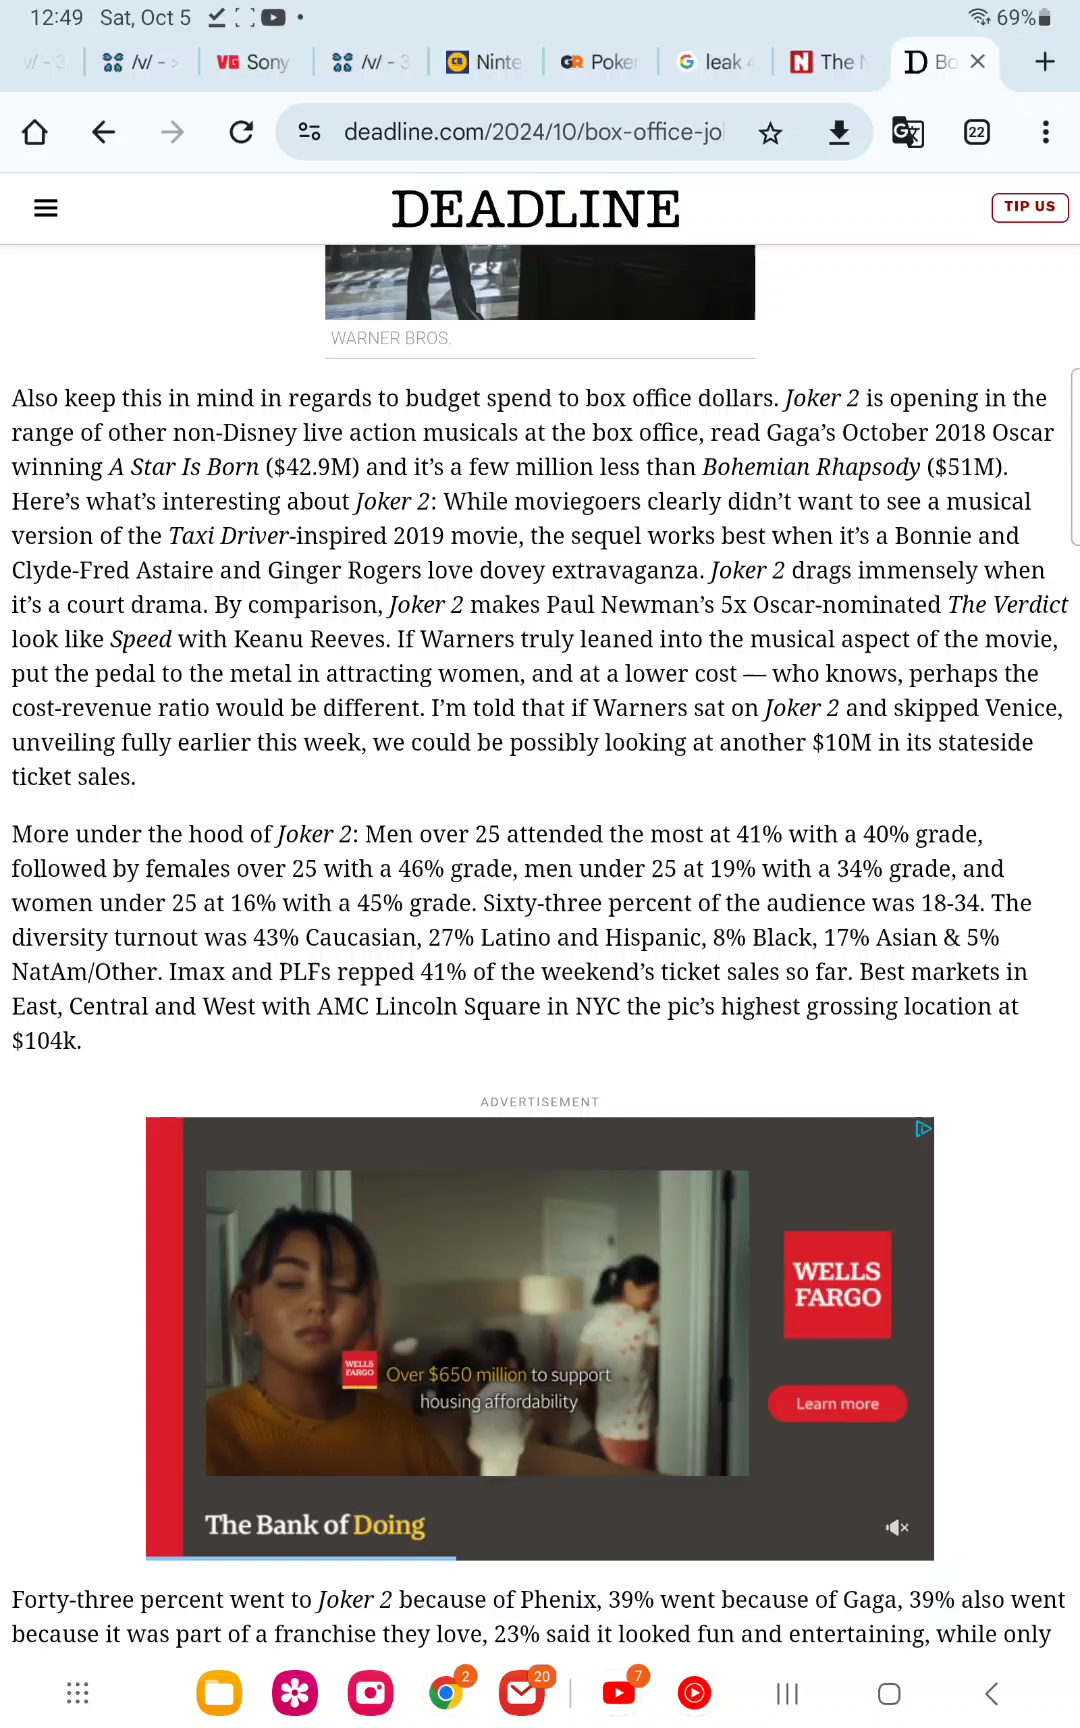 12:49 Sat, Oct 5
69%
/v/ - 3
/v/ - >
VG Sony
/v/ - 3
CB Ninte
GR Poke
G leak
N The
D Bo
deadline.com/2024/10/box-office-jo
22
DEADLINE
TIP US
WARNER BROS.
Also keep this in mind in regards to budget spend to box office dollars. Joker 2 is opening in the
range of other non-Disney live action musicals at the box office, read Gaga’s October 2018 Oscar
winning A Star Is Born ($42.9M) and it’s a few million less than Bohemian Rhapsody ($51M).
Here’s what’s interesting about Joker 2: While moviegoers clearly didn’t want to see a musical
version of the Taxi Driver-inspired 2019 movie, the sequel works best when it’s a Bonnie and
Clyde-Fred Astaire and Ginger Rogers love dovey extravaganza. Joker 2 drags immensely when
it’s a court drama. By comparison, Joker 2 makes Paul Newman’s 5x Oscar-nominated The Verdict
look like Speed with Keanu Reeves. If Warners truly leaned into the musical aspect of the movie,
put the pedal to the metal in attracting women, and at a lower cost — who knows, perhaps the
cost-revenue ratio would be different. I’m told that if Warners sat on Joker 2 and skipped Venice,
unveiling fully earlier this week, we could be possibly looking at another $10M in its stateside
ticket sales.
More under the hood of Joker 2: Men over 25 attended the most at 41% with a 40% grade,
followed by females over 25 with a 46% grade, men under 25 at 19% with a 34% grade, and
women under 25 at 16% with a 45% grade. Sixty-three percent of the audience was 18-34. The
diversity turnout was 43% Caucasian, 27% Latino and Hispanic, 8% Black, 17% Asian & 5%
NatAm/Other. Imax and PLFs repped 41% of the weekend’s ticket sales so far. Best markets in
East, Central and West with AMC Lincoln Square in NYC the pic’s highest grossing location at
$104k.
ADVERTISEMENT
WELLS
FARGO
WELLS
FARGO
Over $650 million to support
housing affordability
Learn more
The Bank of Doing
Forty-three percent went to Joker 2 because of Phenix, 39% went because of Gaga, 39% also went
because it was part of a franchise they love, 23% said it looked fun and entertaining, while only
2
20
7